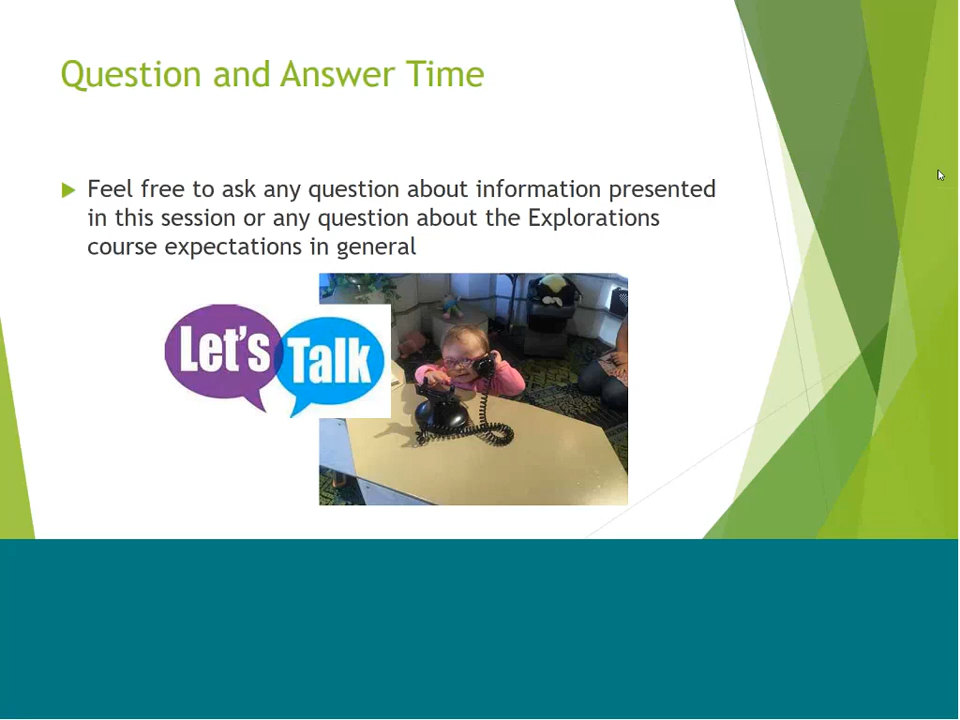 Question and Answer Time
Feel free to ask any question about information presented
in this session or any question about the Explorations
course expectations in general
Let's
Talk